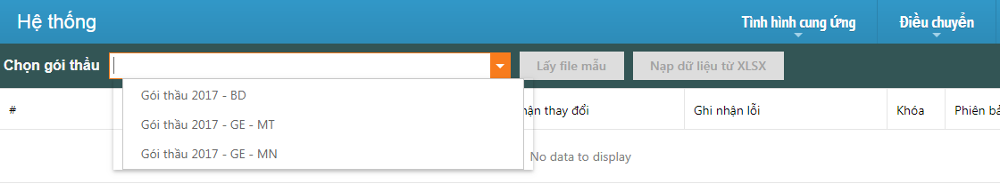 Hệ thống
Tình hình cung ứng
Điều chuyển
Chọn gói thầu
Lấy file mẫu
Nạp dữ liệu từ XLSX
Gói thầu 2017 - BD
Gói thầu 2017 - GE - MT
Gói thầu 2017 - GE - MN
#
thay đổi
Ghi nhận lỗi
Khóa
Phiên
No data to display